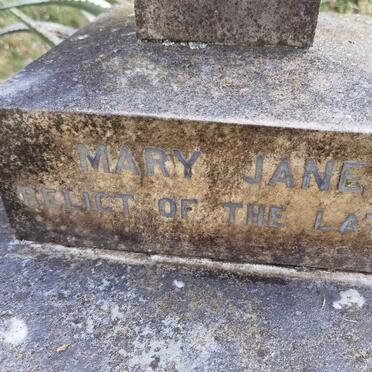 MARY JANE
RELICT OF THE